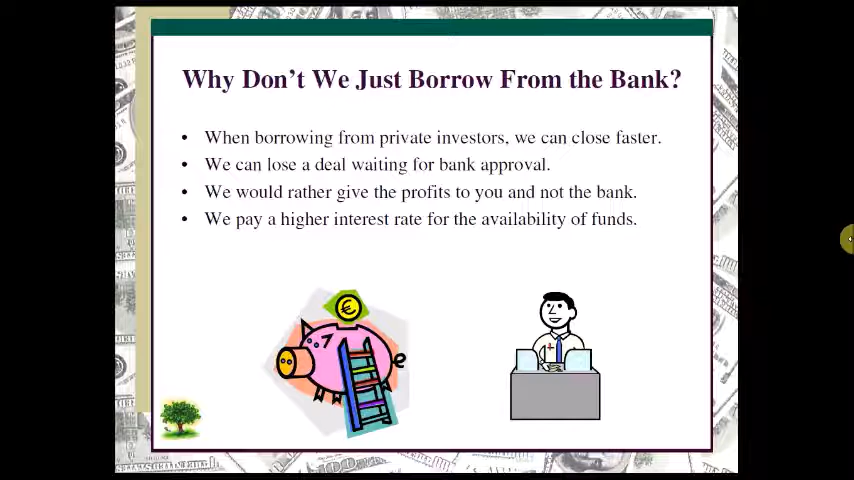 Why Don't We Just Borrow From the Bank?
• When borrowing from private investors, we can close faster.
• We can lose a deal waiting for bank approval.
• We would rather give the profits to you and not the bank.
• We pay a higher interest rate for the availability of funds.
€
100